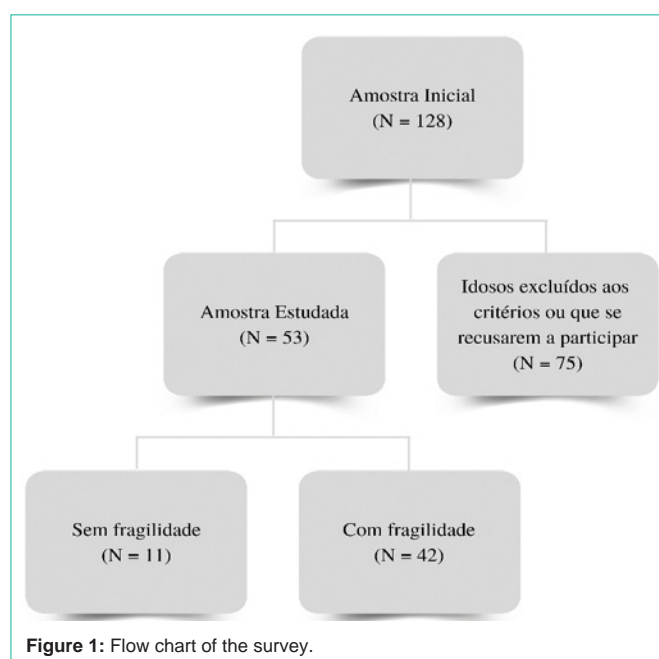 Amostra Inicial
(N = 128)
Amostra Estudada
(N = 53)
Idosos excluídos aos
critérios ou que se
recusarem a participar
(N = 75)
Sem fragilidade
(N = 11)
Com fragilidade
(N = 42)
Figure 1: Flow chart of the survey.